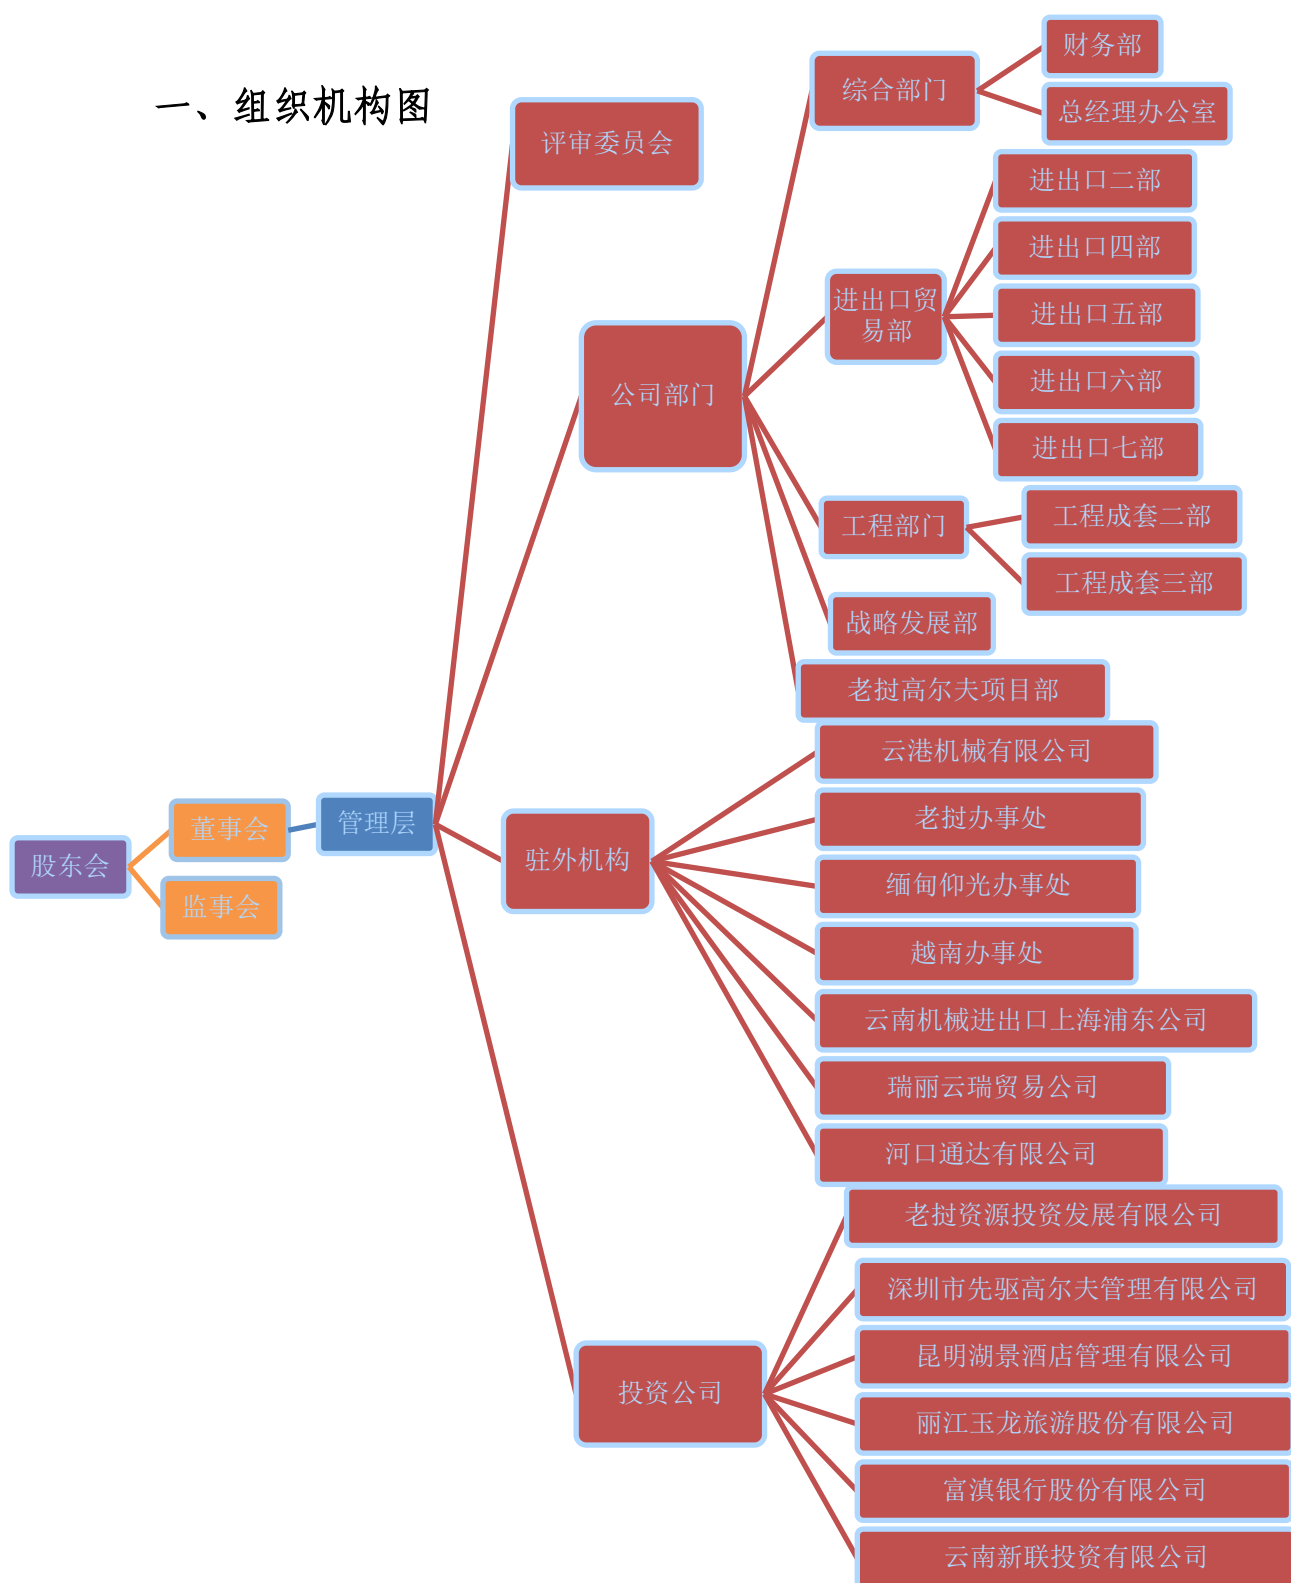 一、组织机构图
股东会
董事会
监事会
管理层
评审委员会
公司部门
综合部门
财务部
总经理办公室
进出口贸
易部
进出口二部
进出口四部
进出口五部
进出口六部
进出口七部
工程部门
工程成套二部
工程成套三部
战略发展部
老挝高尔夫项目部
驻外机构
云港机械有限公司
老挝办事处
缅甸仰光办事处
越南办事处
云南机械进出口上海浦东公司
瑞丽云瑞贸易公司
河口通达有限公司
投资公司
老挝资源投资发展有限公司
深圳市先驱高尔夫管理有限公司
昆明湖景酒店管理有限公司
丽江玉龙旅游股份有限公司
富滇银行股份有限公司
云南新联投资有限公司